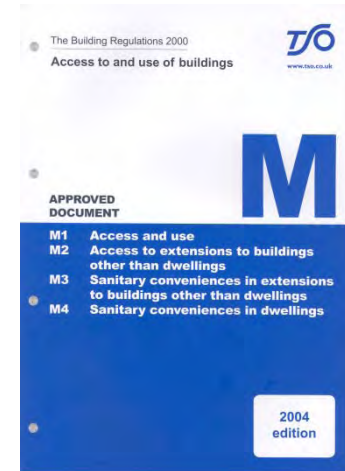 The Building Regulations 2000
TSO
Access to and use of buildings
www.tso.co.uk
M
APPROVED
DOCUMENT
M1 Access and use
M2 Access to extensions to buildings
other than dwellings
M3 Sanitary conveniences in extensions
to buildings other than dwellings
M4 Sanitary conveniences in dwellings
2004
edition